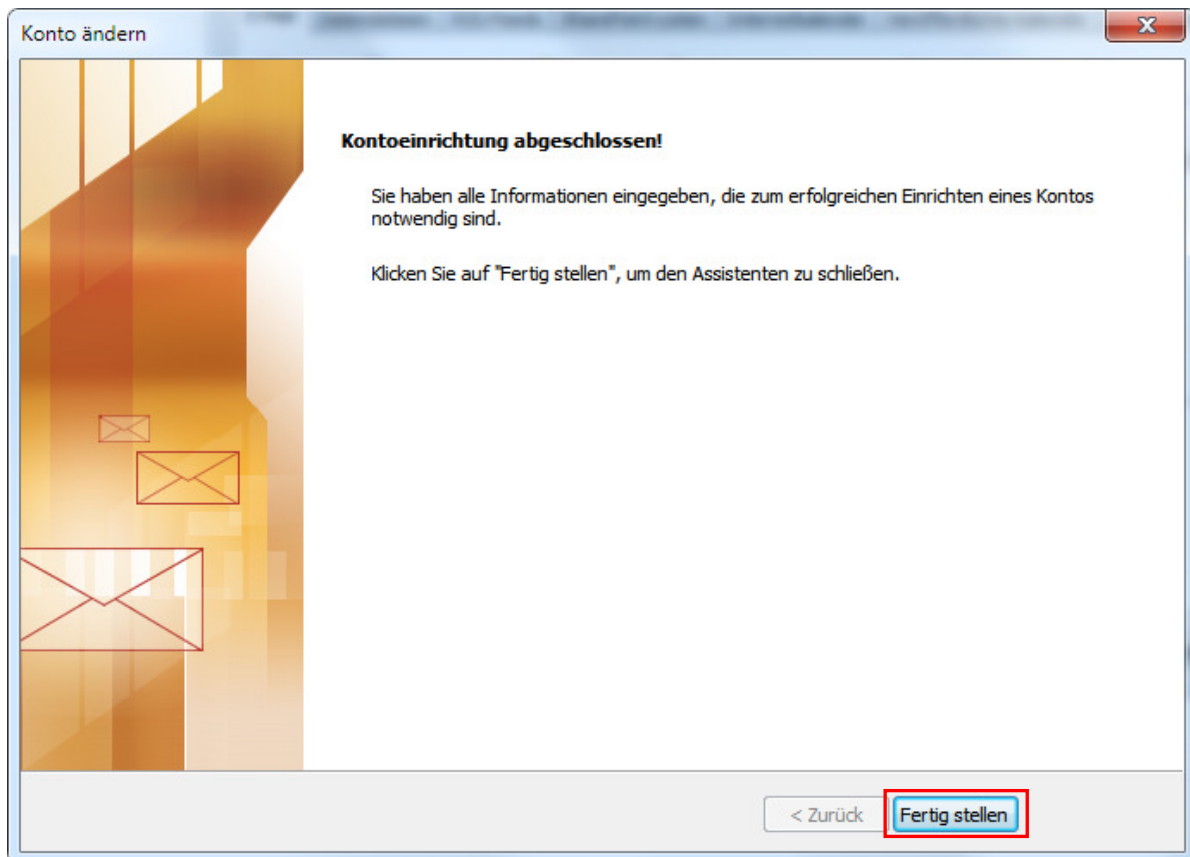 Konto ändern
Kontoeinrichtung abgeschlossen!
Sie haben alle Informationen eingegeben, die zum erfolgreichen Einrichten eines Kontos
notwendig sind.
Klicken Sie auf "Fertig stellen", um den Assistenten zu schließen.
< Zurück
Fertig stellen